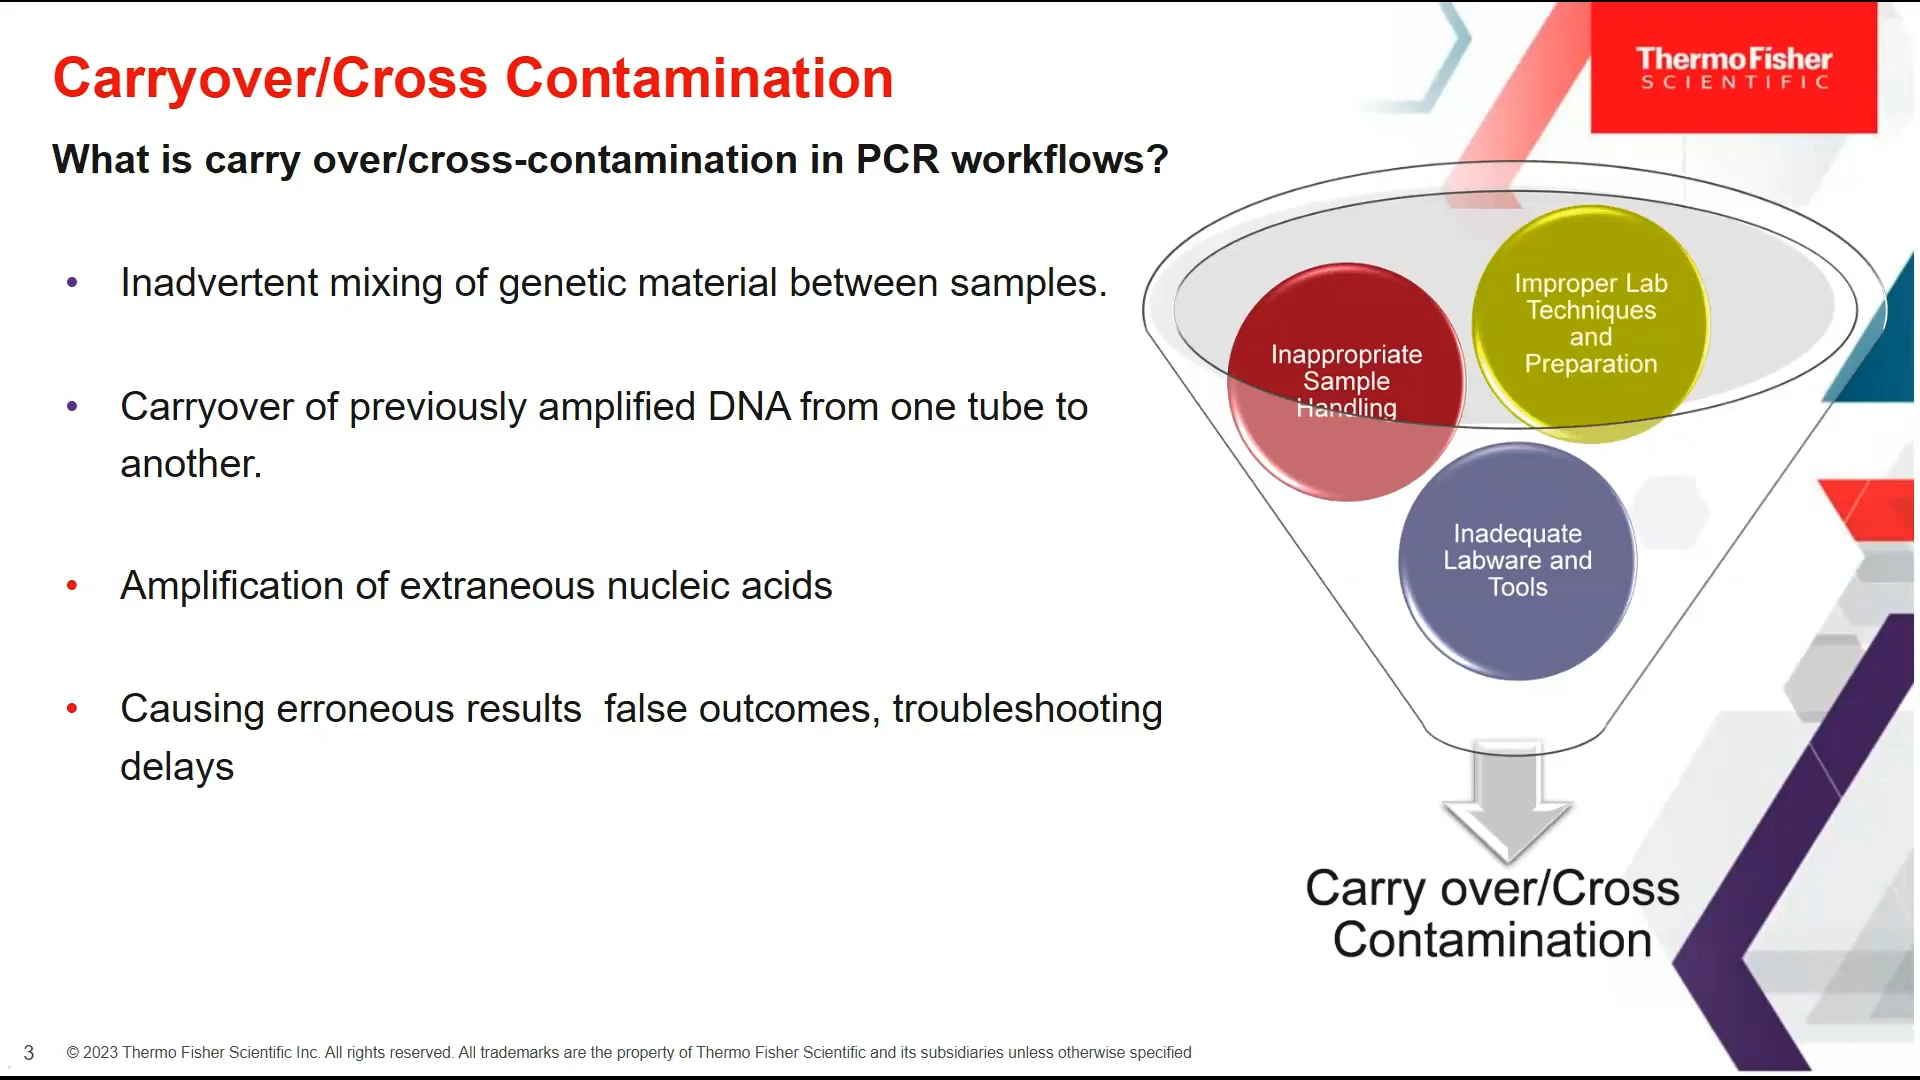 Carryover/Cross Contamination
ThermoFisher
SCIENTIFIC
What is carry over/cross-contamination in PCR workflows?
• Inadvertent mixing of genetic material between samples.
• Carryover of previously amplified DNA from one tube to
another.
• Amplification of extraneous nucleic acids
• Causing erroneous results  false outcomes, troubleshooting
delays
Inappropriate
Sample
Handling
Improper Lab
Techniques
and
Preparation
Inadequate
Labware and
Tools
Carry over/Cross
Contamination
3 © 2023 Thermo Fisher Scientific Inc. All rights reserved. All trademarks are the property of Thermo Fisher Scientific and its subsidiaries unless otherwise specified